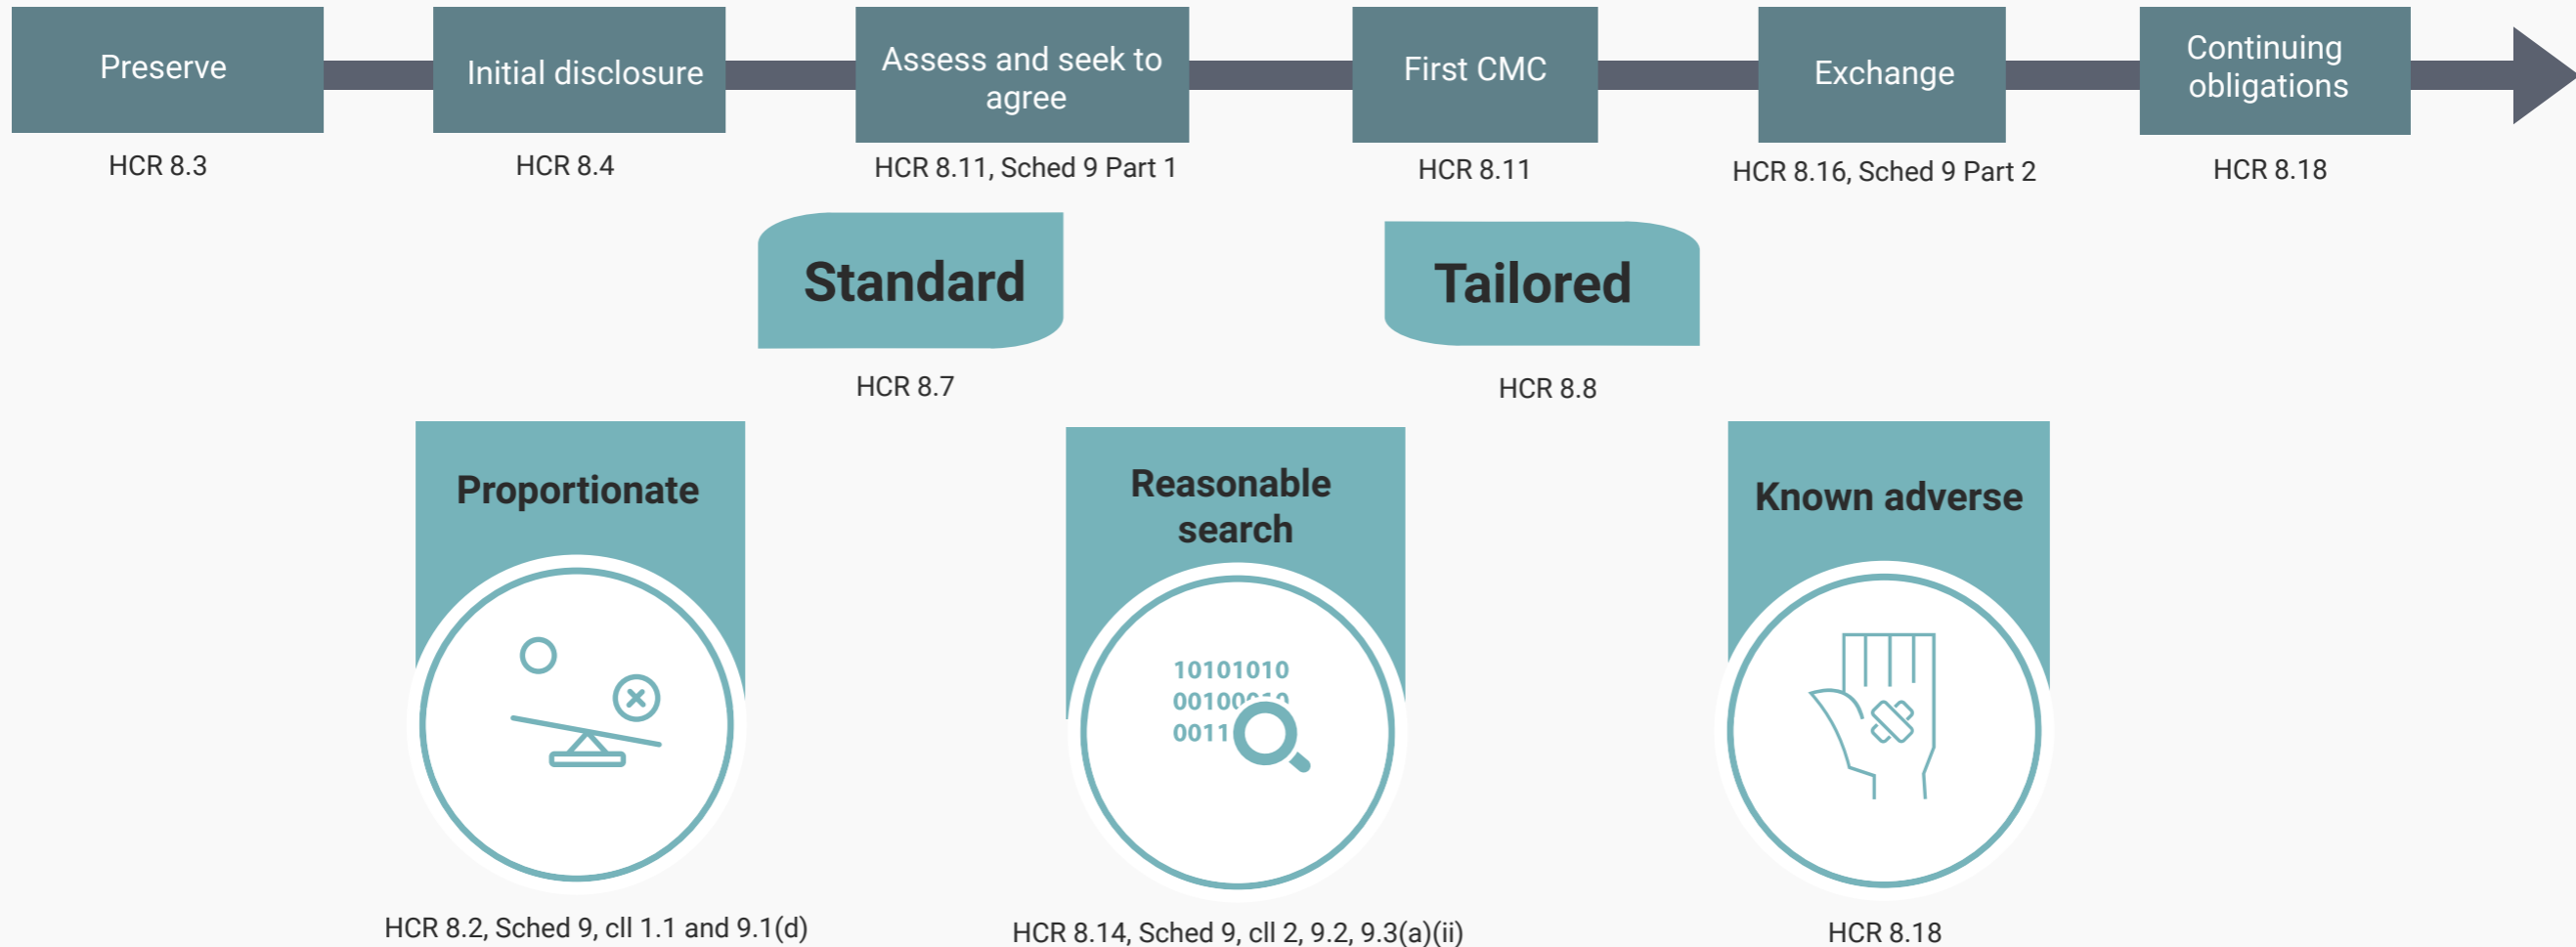 Preserve
Initial disclosure
Assess and seek to
agree
First CMC
Exchange
Continuing
obligations
HCR 8.3
HCR 8.4
HCR 8.11, Sched 9 Part 1
HCR 8.11
HCR 8.16, Sched 9 Part 2
HCR 8.18
Standard
Tailored
HCR 8.7
HCR 8.8
Proportionate
Reasonable
search
Known adverse
10101010
00100010
0011
HCR 8.2, Sched 9, cll 1.1 and 9.1(d)
HCR 8.14, Sched 9, cll 2, 9.2, 9.3(a)(ii)
HCR 8.18